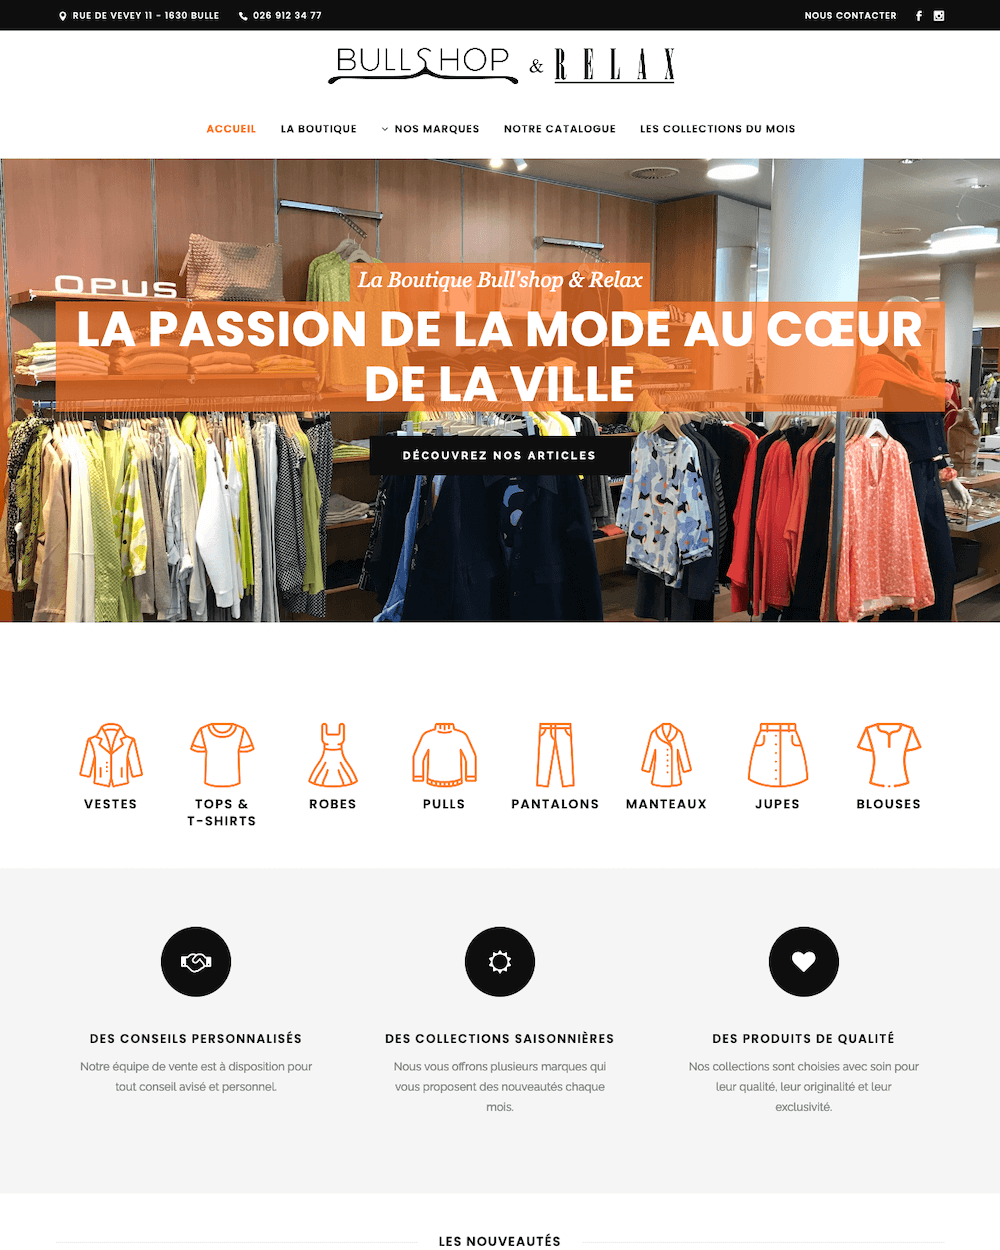 RUE DE VEVEY 11 - 1630 BULLE
026 912 34 77
NOUS CONTACTER
BULLSHOP & RELAX
ACCUEIL
LA BOUTIQUE
NOS MARQUES
NOTRE CATALOGUE
LES COLLECTIONS DU MOIS
OPUS
La Boutique Bull'shop & Relax
LA PASSION DE LA MODE AU CŒUR
DE LA VILLE
DÉCOUVREZ NOS ARTICLES
VESTES
TOPS &
T-SHIRTS
ROBES
PULLS
PANTALONS
MANTEAUX
JUPES
BLOUSES
DES CONSEILS PERSONNALISÉS
Notre équipe de vente est à disposition pour
tout conseil avisé et personnel.
DES COLLECTIONS SAISONNIÈRES
Nous vous offrons plusieurs marques qui
vous proposent des nouveautés chaque
mois.
DES PRODUITS DE QUALITÉ
Nos collections sont choisies avec soin pour
leur qualité, leur originalité et leur
exclusivité.
LES NOUVEAUTÉS